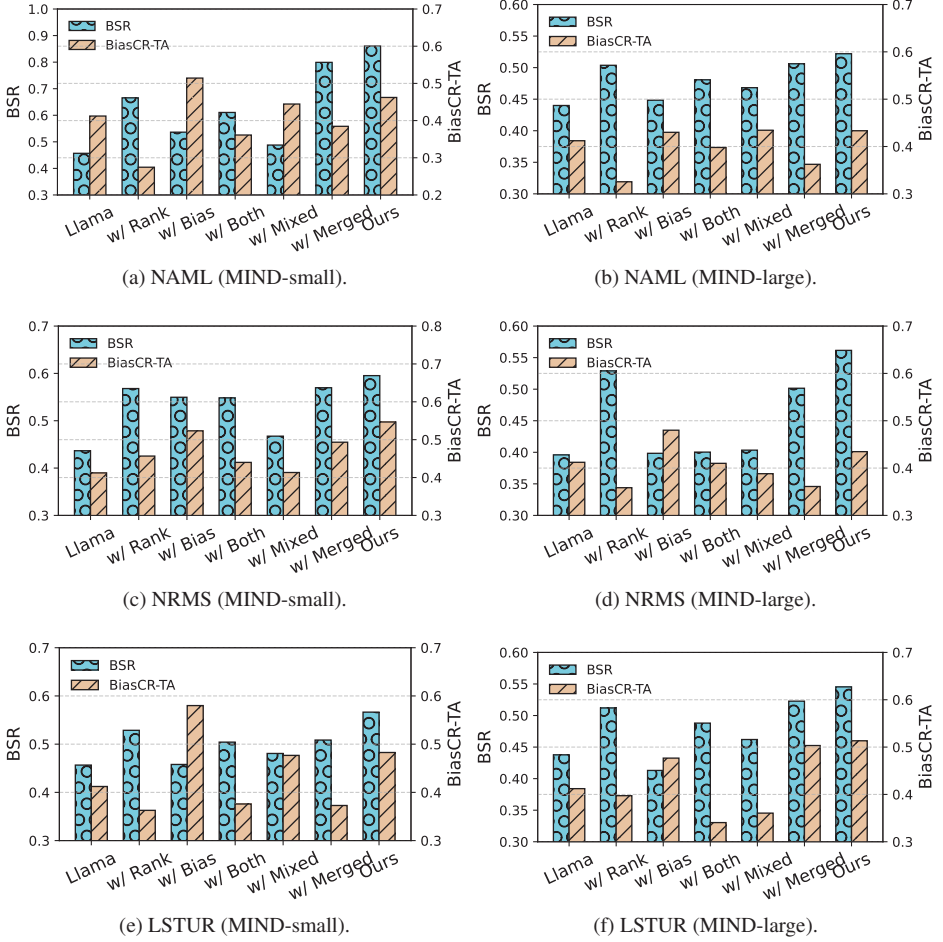 BSR
BiasCR-TA
1.0
0.9
0.8
0.7
0.6
0.5
0.4
0.3
BSR
0.7
0.6
0.5
0.4
0.3
0.2
BiasCR-TA
Llama
w/ Rank
w/ Bias
w/ Both
w/ Mixed
w/ Merged
Ours
(a) NAML (MIND-small).
BSR
BiasCR-TA
0.60
0.55
0.50
0.45
0.40
0.35
0.30
BSR
0.7
0.6
0.5
0.4
0.3
BiasCR-TA
Llama
w/ Rank
w/ Bias
w/ Both
w/ Mixed
w/ Merged
Ours
(b) NAML (MIND-large).
BSR
BiasCR-TA
0.7
0.6
0.5
0.4
0.3
BSR
0.8
0.7
0.6
0.5
0.4
0.3
BiasCR-TA
Llama
w/ Rank
w/ Bias
w/ Both
w/ Mixed
w/ Merged
Ours
(c) NRMS (MIND-small).
BSR
BiasCR-TA
0.60
0.55
0.50
0.45
0.40
0.35
0.30
BSR
0.7
0.6
0.5
0.4
0.3
BiasCR-TA
Llama
w/ Rank
w/ Bias
w/ Both
w/ Mixed
w/ Merged
Ours
(d) NRMS (MIND-large).
BSR
BiasCR-TA
0.7
0.6
0.5
0.4
0.3
BSR
0.7
0.6
0.5
0.4
0.3
BiasCR-TA
Llama
w/ Rank
w/ Bias
w/ Both
w/ Mixed
w/ Merged
Ours
(e) LSTUR (MIND-small).
BSR
BiasCR-TA
0.60
0.55
0.50
0.45
0.40
0.35
0.30
BSR
0.7
0.6
0.5
0.4
0.3
BiasCR-TA
Llama
w/ Rank
w/ Bias
w/ Both
w/ Mixed
w/ Merged
Ours
(f) LSTUR (MIND-large).